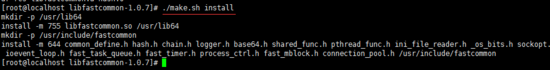 [root@localhost libfastcommon-1.0.7]# ./make.sh install
mkdir -p /usr/lib64
install -m 755 libfastcommon.so /usr/lib64
mkdir -p /usr/include/fastcommon
install -m 644 common_define.h hash.h chain.h logger.h base64.h shared_func.h pthread_func.h ini_file_reader.h _os_bits.h sockopt.
 ioevent_loop.h fast_task_queue.h fast_timer.h process_ctrl.h fast_mblock.h connection_pool.h /usr/include/fastcommon
[root@localhost libfastcommon-1.0.7]#